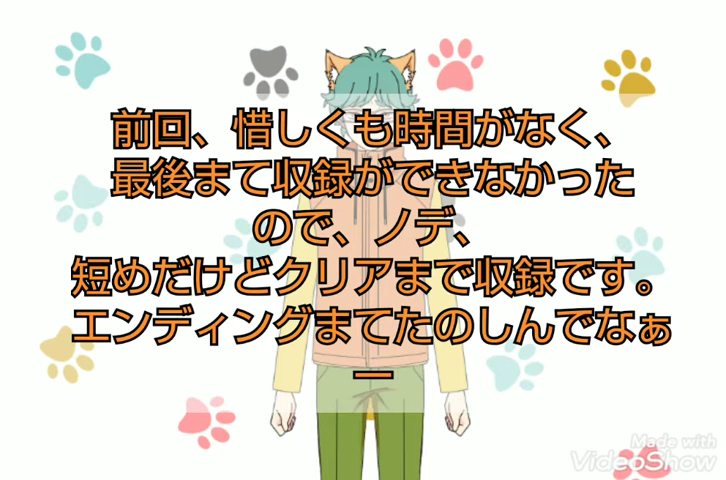 前回、惜しくも時間がなく、
最後まて収録ができなかった
ので、ノデ、
短めだけどクリアまで収録です。
エンディングまてたのしんでなぁ
ー
Made with
VideoShow